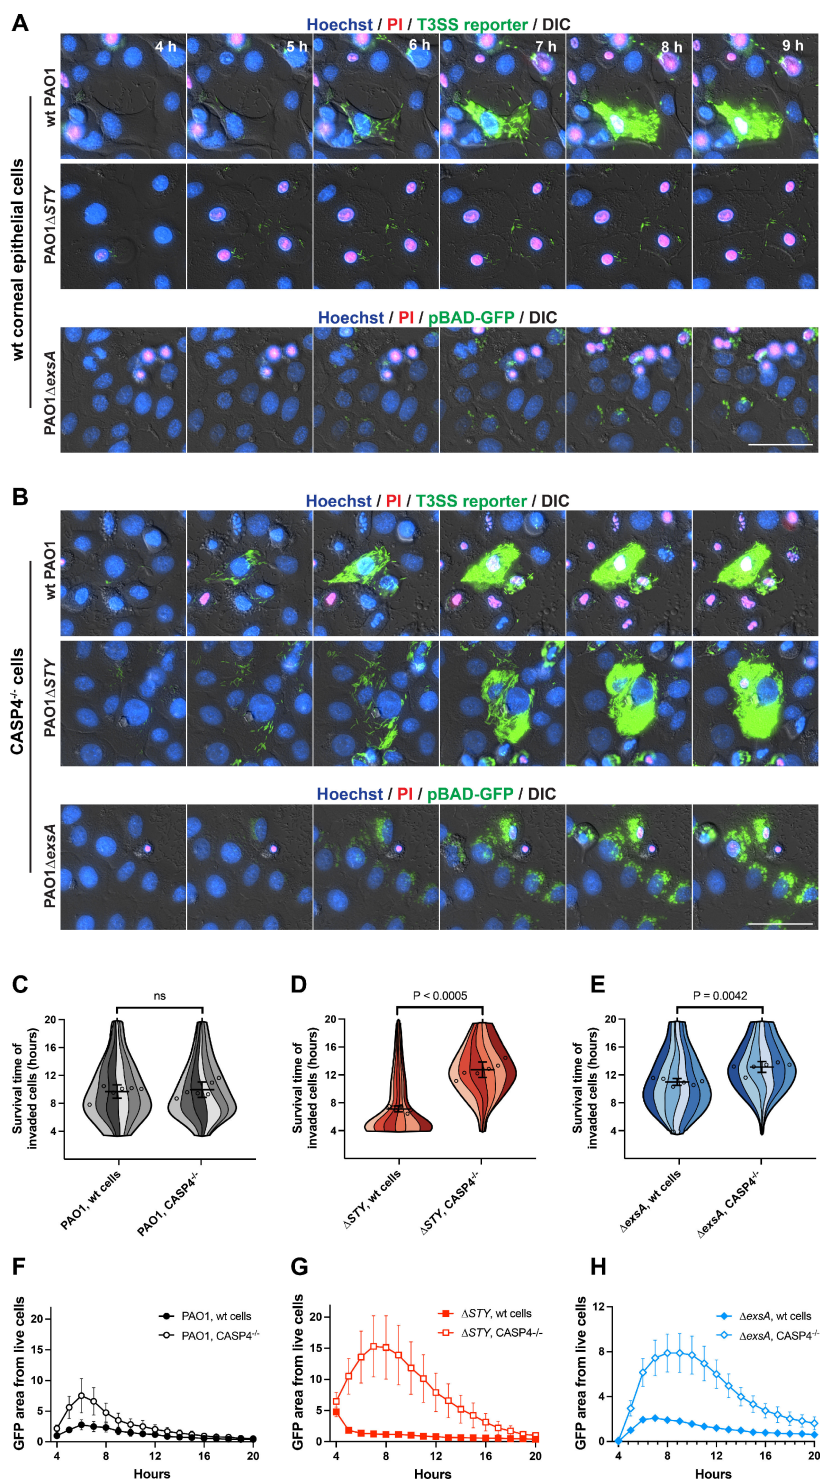 A
Hoechst / PI / T3SS reporter / DIC
4 h 5 h 6 h 7 h 8 h 9 h
wt corneal epithelial cells
wt PAO1
PAO1ΔSTY
Hoechst / PI / pBAD-GFP / DIC
PAO1ΔexsA
B
Hoechst / PI / T3SS reporter / DIC
CASP4-/- cells
wt PAO1
PAO1ΔSTY
Hoechst / PI / pBAD-GFP / DIC
PAO1ΔexsA
C
ns
Survival time of
invaded cells (hours)
20
16
12
8
4
PAO1, wt cells
PAO1, CASP4-/-
D
P < 0.0005
Survival time of
invaded cells (hours)
20
16
12
8
4
ΔSTY, wt cells
ΔSTY, CASP4-/-
E
P = 0.0042
Survival time of
invaded cells (hours)
20
16
12
8
4
ΔexsA, wt cells
ΔexsA, CASP4-/-
F
GFP area from live cells
20
15
10
5
0
PAO1, wt cells
PAO1, CASP4-/-
4 8 12 16 20
Hours
G
GFP area from live cells
20
15
10
5
0
ΔSTY, wt cells
ΔSTY, CASP4-/-
4 8 12 16 20
Hours
H
GFP area from live cells
12
8
4
0
ΔexsA, wt cells
ΔexsA, CASP4-/-
4 8 12 16 20
Hours